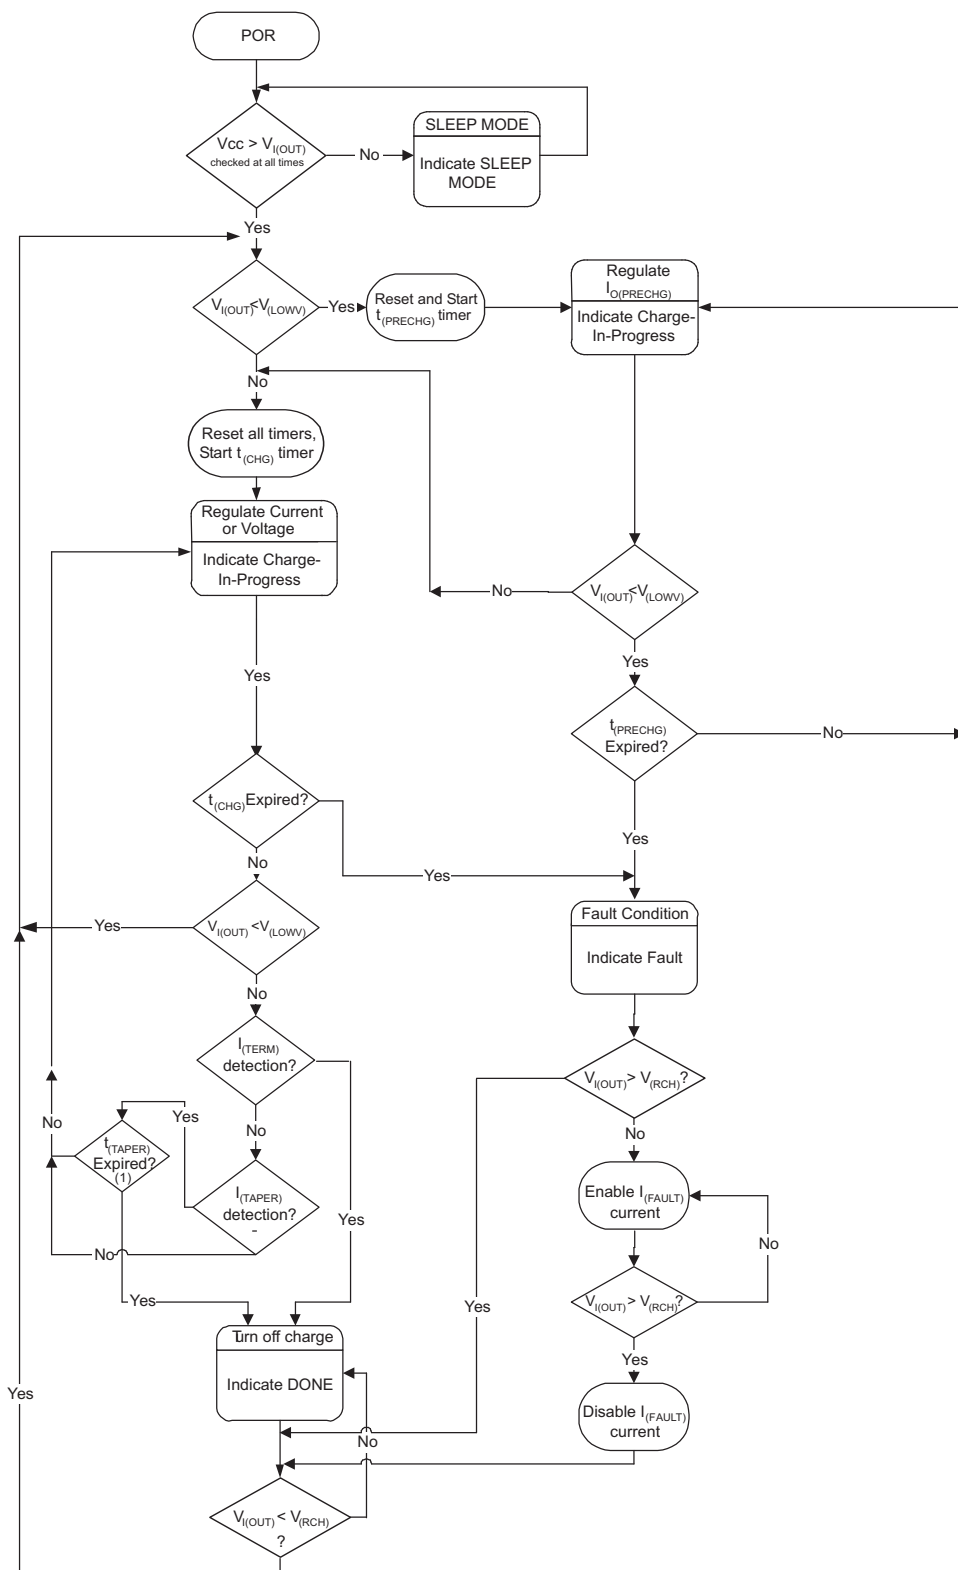 POR
Vcc > VI(OUT)
checked at all times
No
SLEEP MODE
Indicate SLEEP
MODE
Yes
VI(OUT)<V(LOWV)
Yes
Reset and Start
t(PRECHG) timer
Regulate
IO(PRECHG)
Indicate Charge-
In-Progress
No
Reset all timers,
Start t(CHG) timer
Regulate Current
or Voltage
Indicate Charge-
In-Progress
No
VI(OUT)<V(LOWV)
Yes
Yes
t(PRECHG)
Expired?
No
t(CHG)Expired?
Yes
No
Yes
Yes
VI(OUT) <V(LOWV)
Fault Condition
Indicate Fault
No
I(TERM)
detection?
VI(OUT)> V(RCH)?
No
Yes
No
No
t(TAPER)
Expired?
(1)
I(TAPER)
detection?
-
Yes
Enable I(FAULT)
current
No
No
Yes
Yes
VI(OUT)> V(RCH)?
Yes
Turn off charge
Indicate DONE
Yes
Disable I(FAULT)
current
No
VI(OUT) < V(RCH)
?